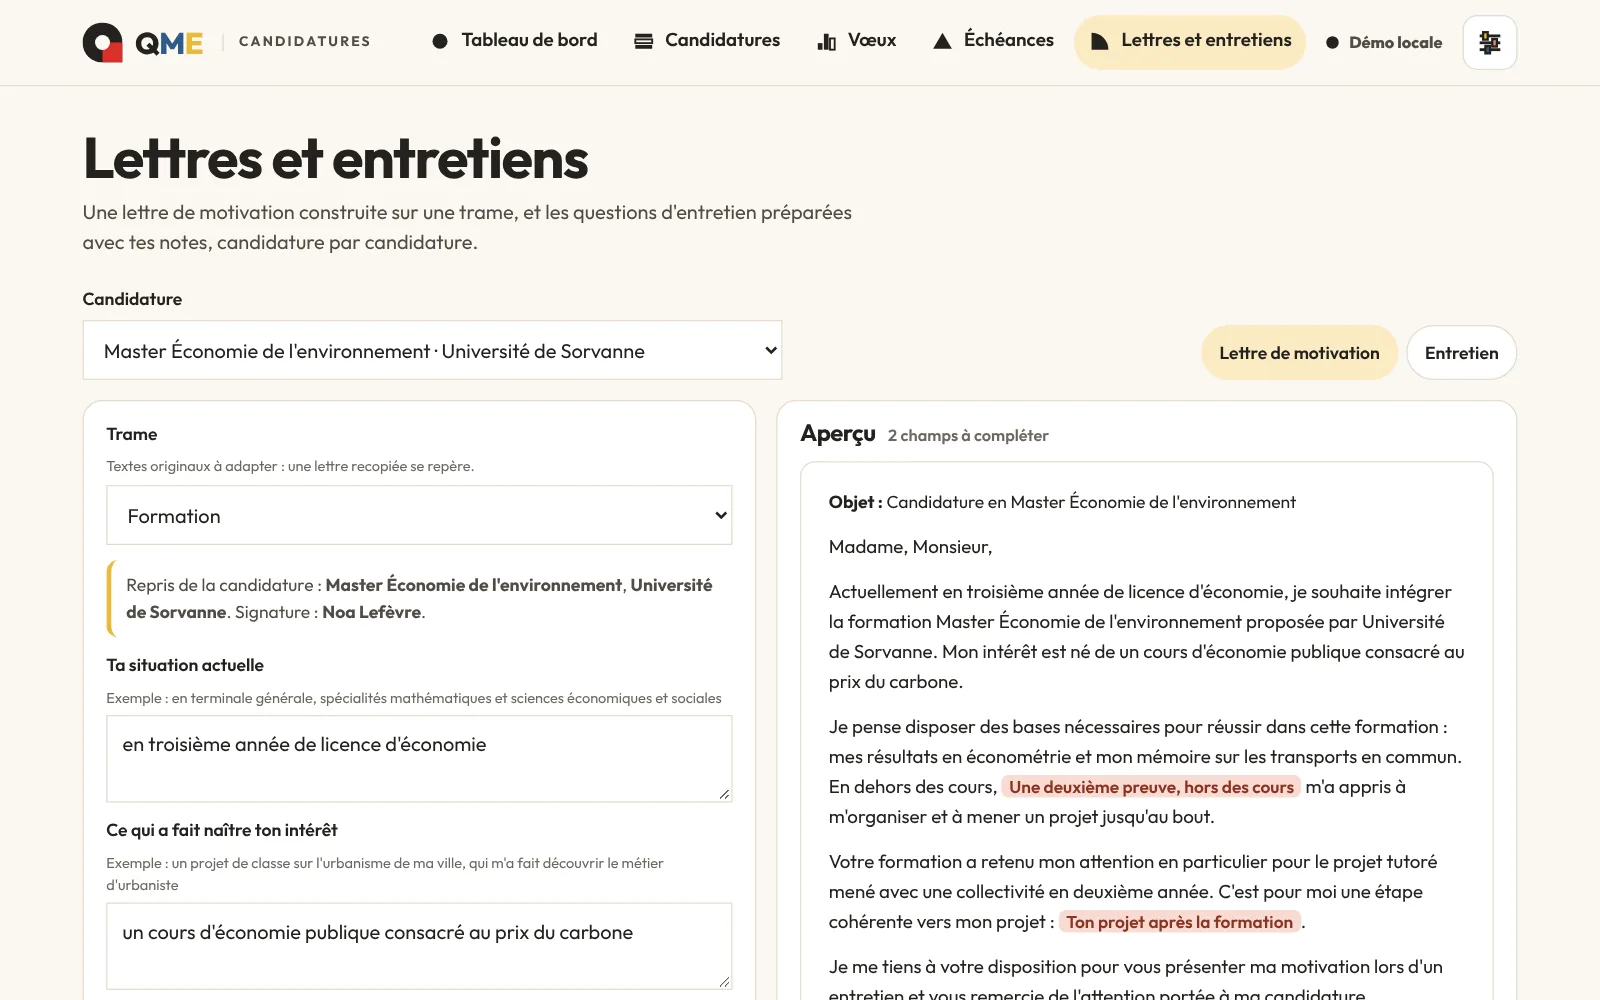 QME CANDIDATURES Tableau de bord Candidatures Vœux Échéances Lettres et entretiens Démo locale
Lettres et entretiens
Une lettre de motivation construite sur une trame, et les questions d'entretien préparées
avec tes notes, candidature par candidature.
Candidature
Master Économie de l'environnement · Université de Sorvanne
Lettre de motivation Entretien
Trame
Textes originaux à adapter : une lettre recopiée se repère.
Formation
Repris de la candidature : Master Économie de l'environnement, Université
de Sorvanne. Signature : Noa Lefèvre.
Ta situation actuelle
Exemple : en terminale générale, spécialités mathématiques et sciences économiques et sociales
en troisième année de licence d'économie
Ce qui a fait naître ton intérêt
Exemple : un projet de classe sur l'urbanisme de ma ville, qui m'a fait découvrir le métier
d'urbaniste
un cours d'économie publique consacré au prix du carbone
Aperçu 2 champs à compléter
Objet : Candidature en Master Économie de l'environnement
Madame, Monsieur,
Actuellement en troisième année de licence d'économie, je souhaite intégrer
la formation Master Économie de l'environnement proposée par Université
de Sorvanne. Mon intérêt est né de un cours d'économie publique consacré au
prix du carbone.
Je pense disposer des bases nécessaires pour réussir dans cette formation :
mes résultats en économétrie et mon mémoire sur les transports en commun.
En dehors des cours, Une deuxième preuve, hors des cours m'a appris à
m'organiser et à mener un projet jusqu'au bout.
Votre formation a retenu mon attention en particulier pour le projet tutoré
mené avec une collectivité en deuxième année. C'est pour moi une étape
cohérente vers mon projet : Ton projet après la formation.
Je me tiens à votre disposition pour vous présenter ma motivation lors d'un
entretien et vous remercie de l'attention portée à ma candidature.